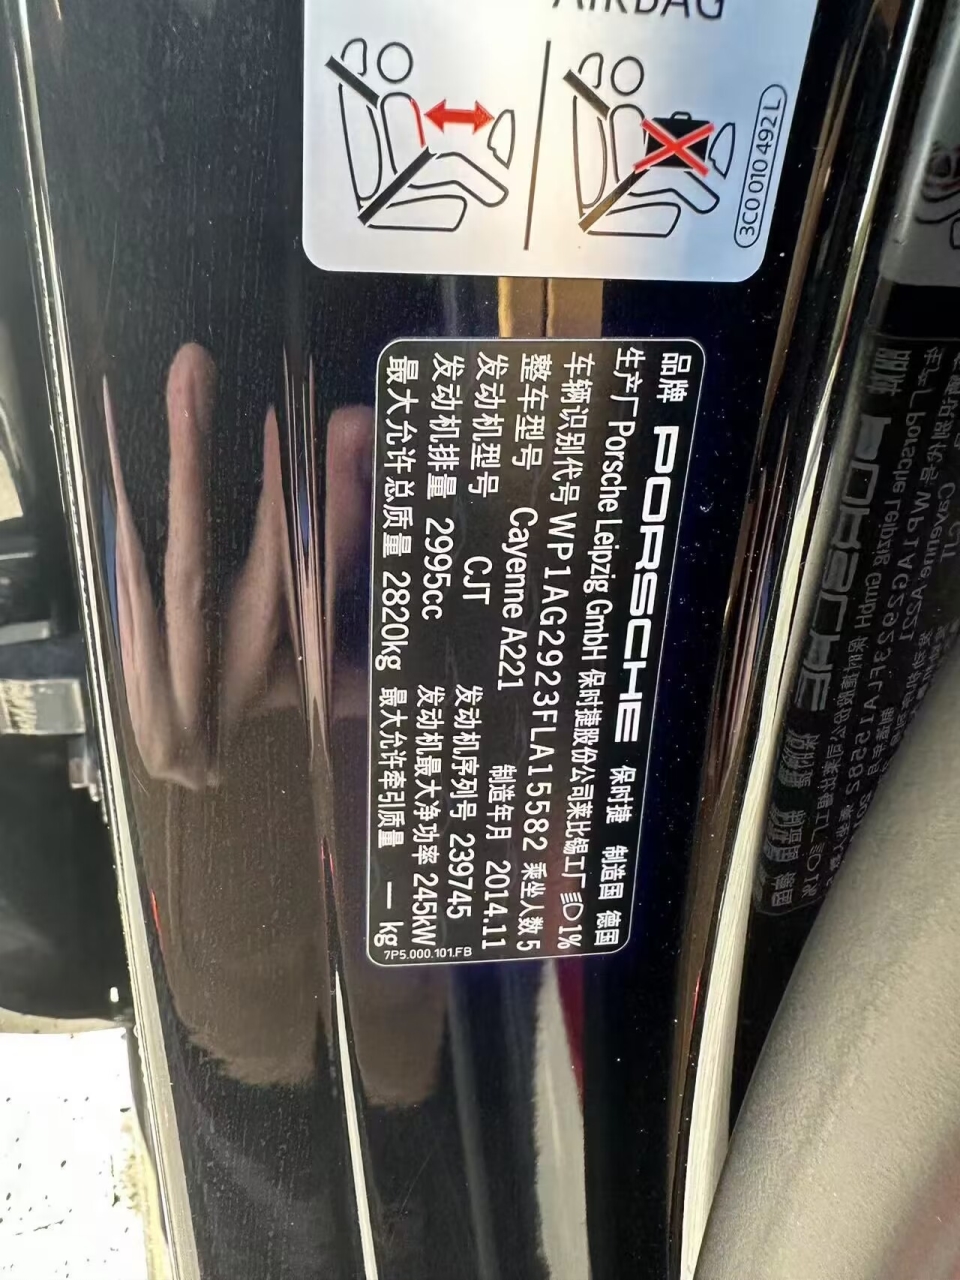 AIRBAG
3C0 010 492 L
品牌 PORSCHE 保时捷 制造国 德国
生产厂 Porsche Leipzig GmbH 保时捷股份公司莱比锡工厂 1%
车辆识别代号 WP1AG2923FLA15582 乘坐人数 5
整车型号 Cayenne A221 制造年月 2014.11
发动机型号 CJT 发动机序列号 239745
发动机排量 2995cc 发动机最大净功率 245kW
最大允许总质量 2820kg 最大允许牵引质量 — kg
7P5.000.101.FB